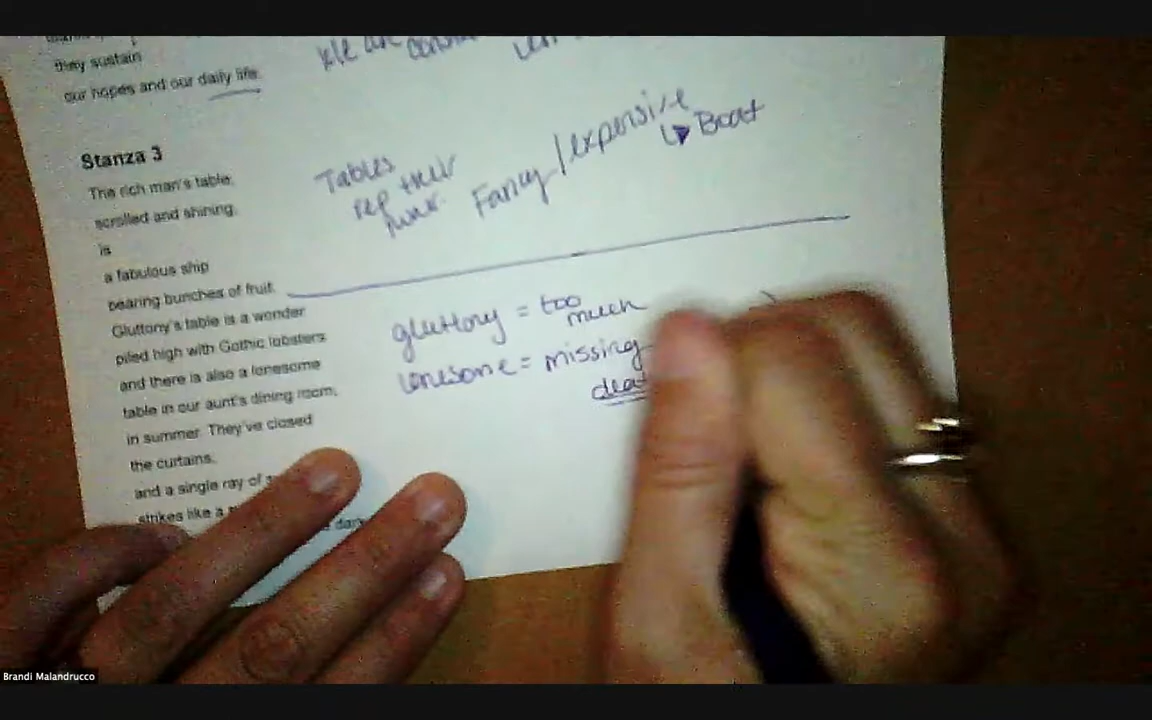 they sustain
our hopes and our daily life.
Stanza 3
The rich man's table,
scrolled and shining,
is
a fabulous ship
bearing bunches of fruit.
Gluttony's table is a wonder
piled high with Gothic lobsters
and there is also a lonesome
table in our aunt's dining room,
in summer. They've closed
the curtains,
and a single ray of
strikes like a
Tables
rep their
Fancy / expensive
↳ Boat
gluttony = too
much
lonesome = missing
Brandi Malandrucco